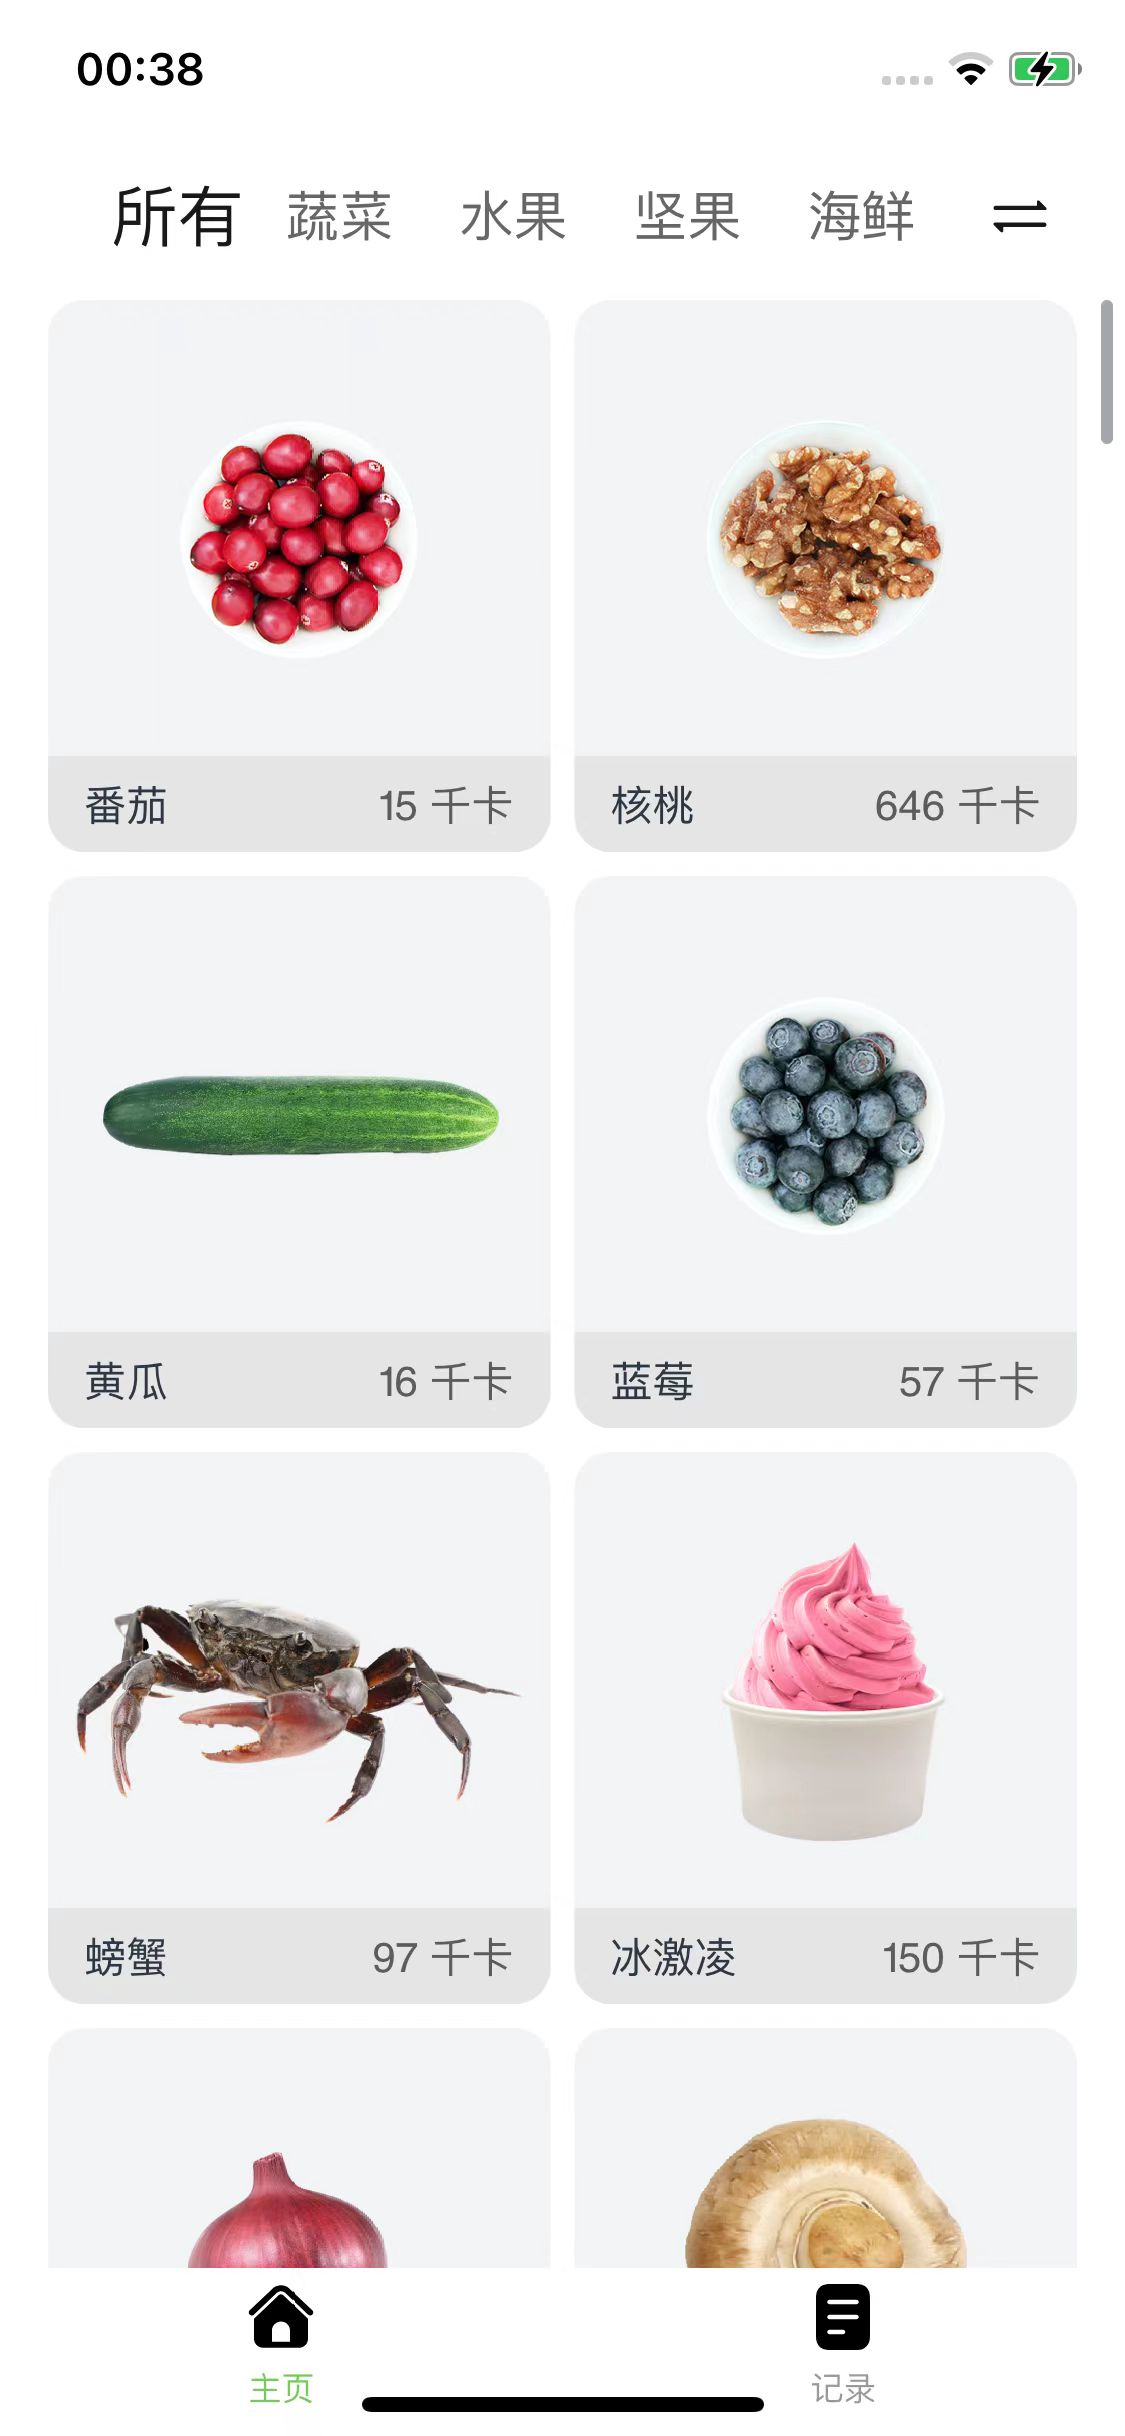 00:38
所有 蔬菜 水果 坚果 海鲜
番茄 15 千卡
核桃 646 千卡
黄瓜 16 千卡
蓝莓 57 千卡
螃蟹 97 千卡
冰激凌 150 千卡
主页 记录